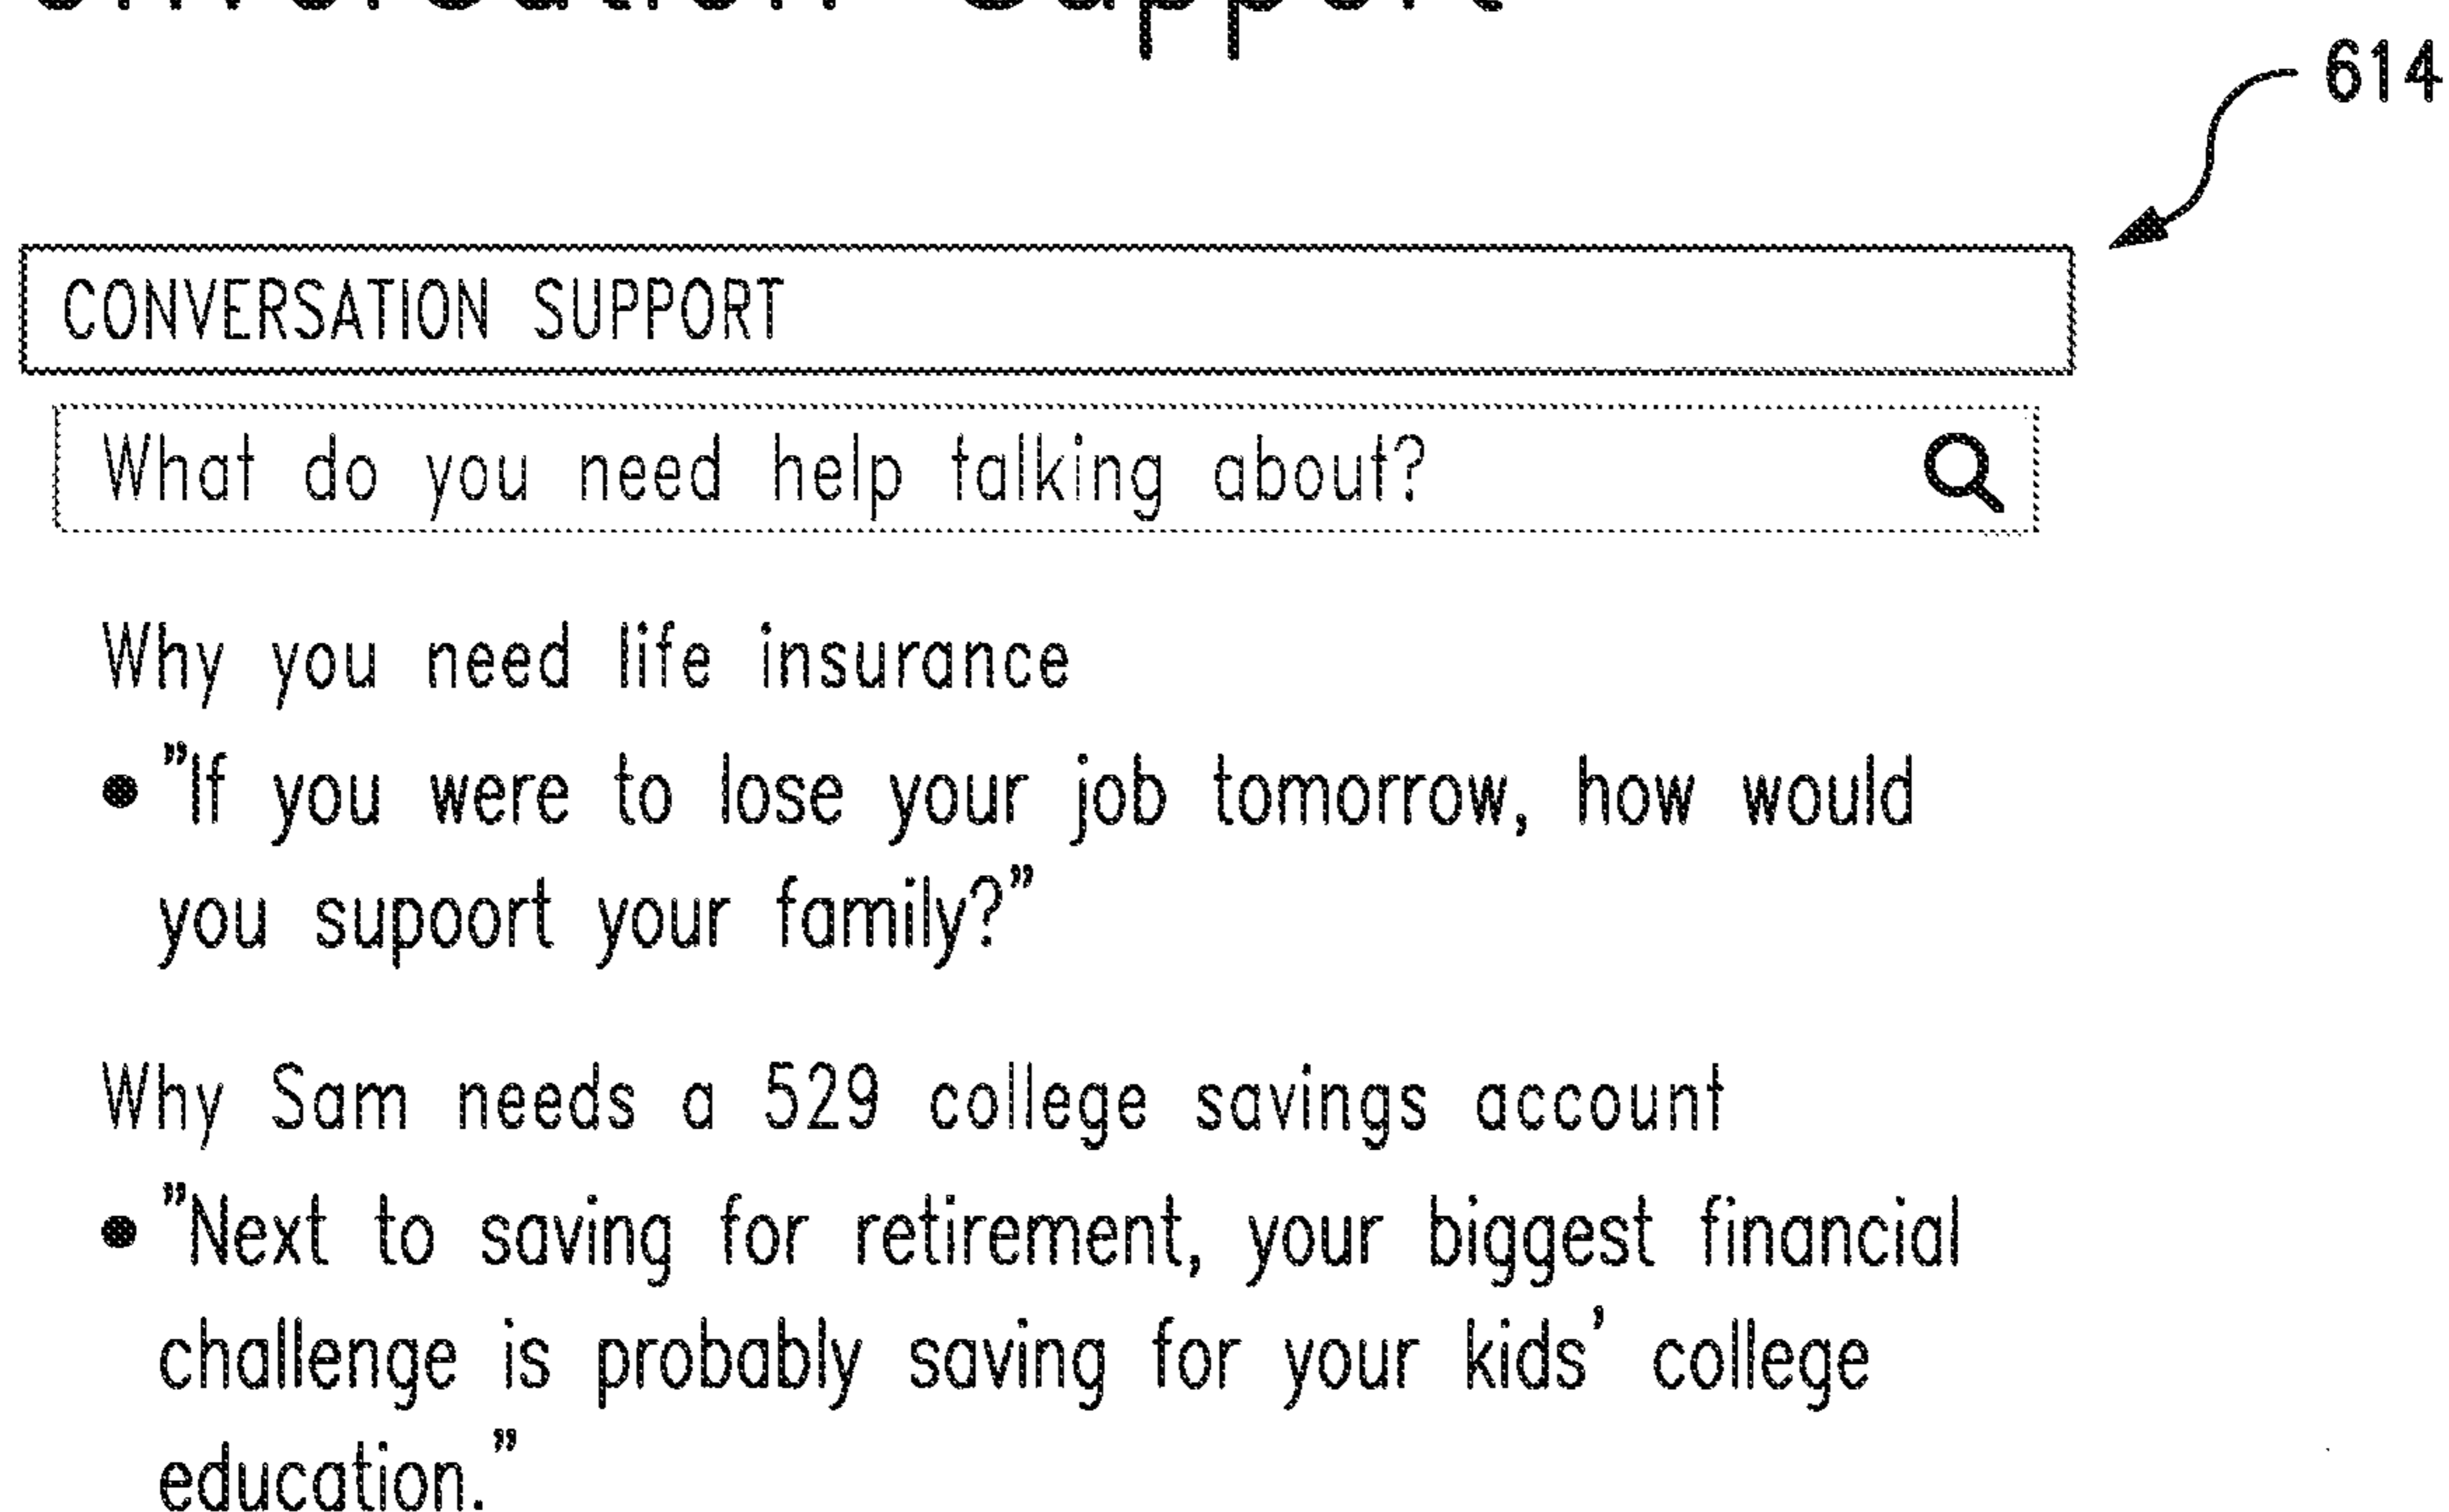 Support
614
CONVERSATION SUPPORT
What do you need help talking about?
Why you need life insurance
• ”If you were to lose your job tomorrow, how would
you supoort your family?”
Why Sam needs a 529 college savings account
• ”Next to saving for retirement, your biggest financial
challenge is probably saving for your kids’ college
education.”